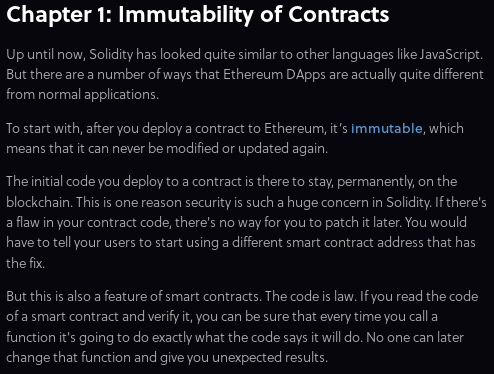 Chapter 1: Immutability of Contracts
Up until now, Solidity has looked quite similar to other languages like JavaScript.
But there are a number of ways that Ethereum DApps are actually quite different
from normal applications.
To start with, after you deploy a contract to Ethereum, it's immutable, which
means that it can never be modified or updated again.
The initial code you deploy to a contract is there to stay, permanently, on the
blockchain. This is one reason security is such a huge concern in Solidity. If there's
a flaw in your contract code, there's no way for you to patch it later. You would
have to tell your users to start using a different smart contract address that has
the fix.
But this is also a feature of smart contracts. The code is law. If you read the code
of a smart contract and verify it, you can be sure that every time you call a
function it's going to do exactly what the code says it will do. No one can later
change that function and give you unexpected results.